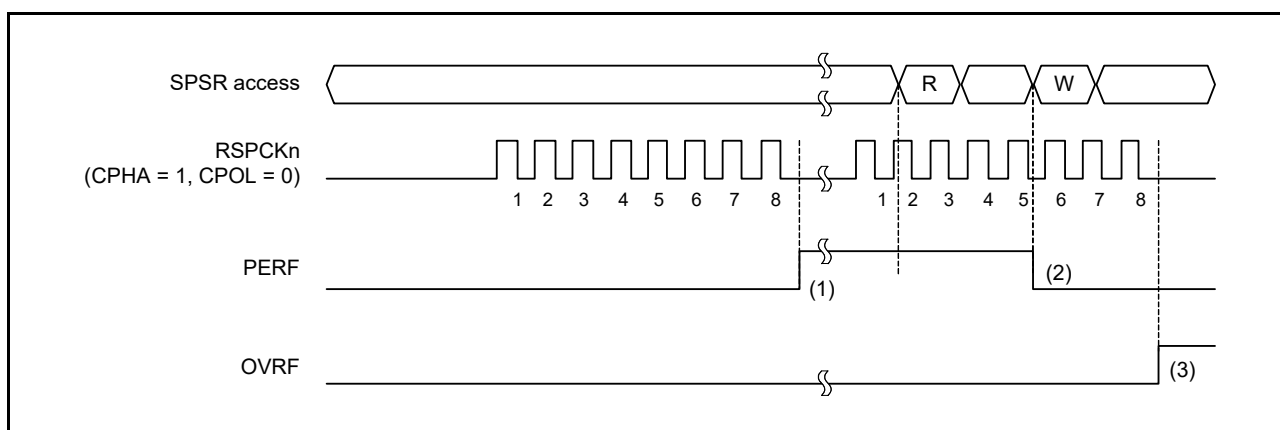 SPSR access
R
W
RSPCKn
(CPHA = 1, CPOL = 0)
1 2 3 4 5 6 7 8 1 2 3 4 5 6 7 8
PERF
(1)
(2)
OVRF
(3)